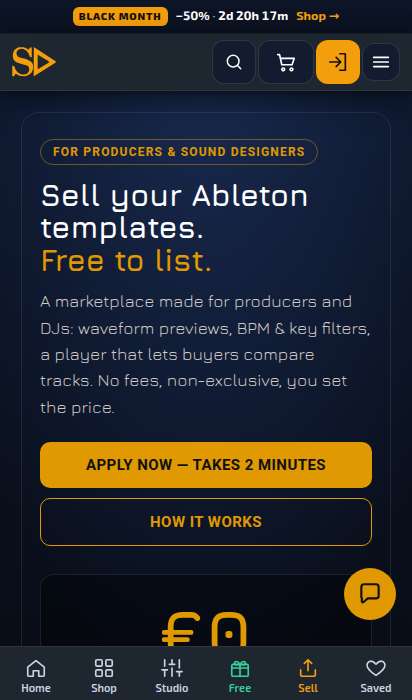 BLACK MONTH −50% · 2d 20h 17m Shop →
SD
FOR PRODUCERS & SOUND DESIGNERS
Sell your Ableton
templates.
Free to list.
A marketplace made for producers and
DJs: waveform previews, BPM & key filters,
a player that lets buyers compare
tracks. No fees, non-exclusive, you set
the price.
APPLY NOW — TAKES 2 MINUTES
HOW IT WORKS
€0
Home Shop Studio Free Sell Saved